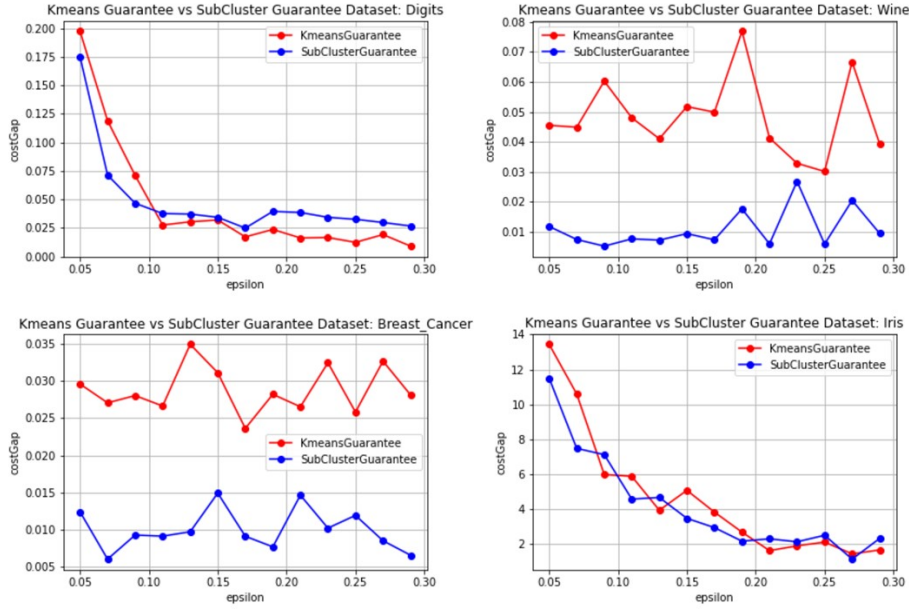 Kmeans Guarantee vs SubCluster Guarantee Dataset: Digits
0.200
0.175
0.150
0.125
0.100
0.075
0.050
0.025
0.000
costGap
KmeansGuarantee
SubClusterGuarantee
0.05 0.10 0.15 0.20 0.25 0.30
epsilon
Kmeans Guarantee vs SubCluster Guarantee Dataset: Wine
0.08
0.07
0.06
0.05
0.04
0.03
0.02
0.01
costGap
KmeansGuarantee
SubClusterGuarantee
0.05 0.10 0.15 0.20 0.25 0.30
epsilon
Kmeans Guarantee vs SubCluster Guarantee Dataset: Breast_Cancer
0.035
0.030
0.025
0.020
0.015
0.010
0.005
costGap
KmeansGuarantee
SubClusterGuarantee
0.05 0.10 0.15 0.20 0.25 0.30
epsilon
Kmeans Guarantee vs SubCluster Guarantee Dataset: Iris
14
12
10
8
6
4
2
costGap
KmeansGuarantee
SubClusterGuarantee
0.05 0.10 0.15 0.20 0.25 0.30
epsilon